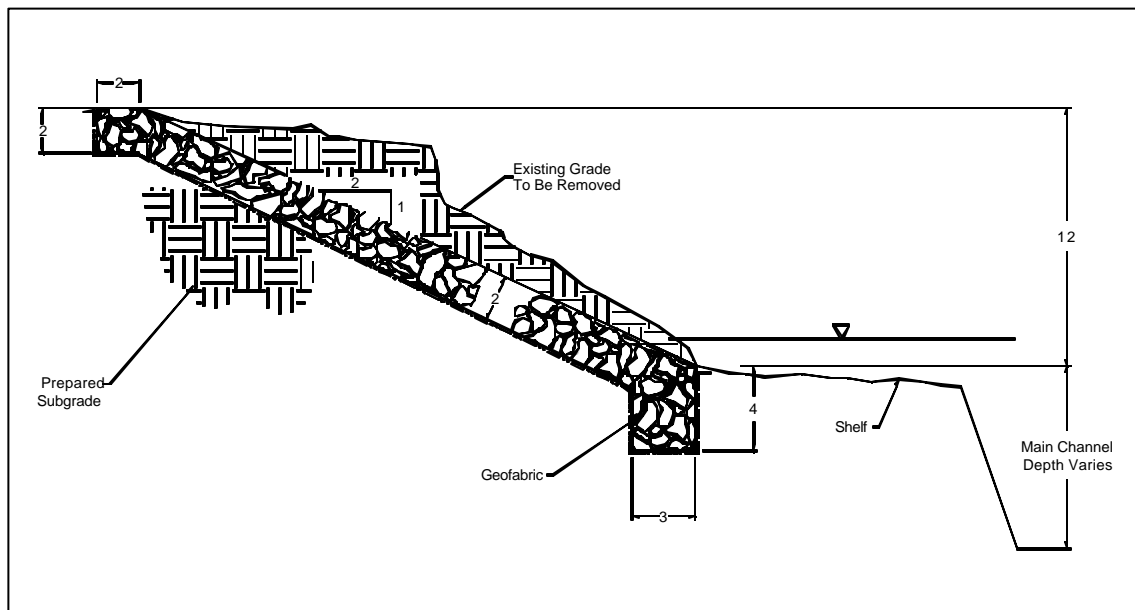 2
2
Existing Grade
To Be Removed
2
1
12
2
Prepared
Subgrade
4
Shelf
Main Channel
Depth Varies
Geofabric
3